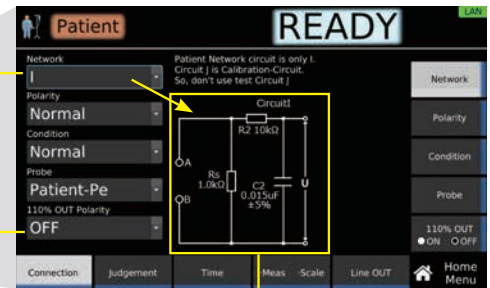 LAN
Patient
READY
Network
I
Patient Network circuit is only I.
Circuit J is Calibration-Circuit.
So, don't use test Circuit J
Polarity
Normal
Condition
Normal
Probe
Patient-Pe
110% OUT Polarity
OFF
CircuitI
R2 10kΩ
A
B
Rs
1.0kΩ
C2
0.015uF
±5%
U
Network
Polarity
Condition
Probe
110% OUT
ON OFF
Connection
Judgement
Time
Meas Scale
Line OUT
Home
Menu